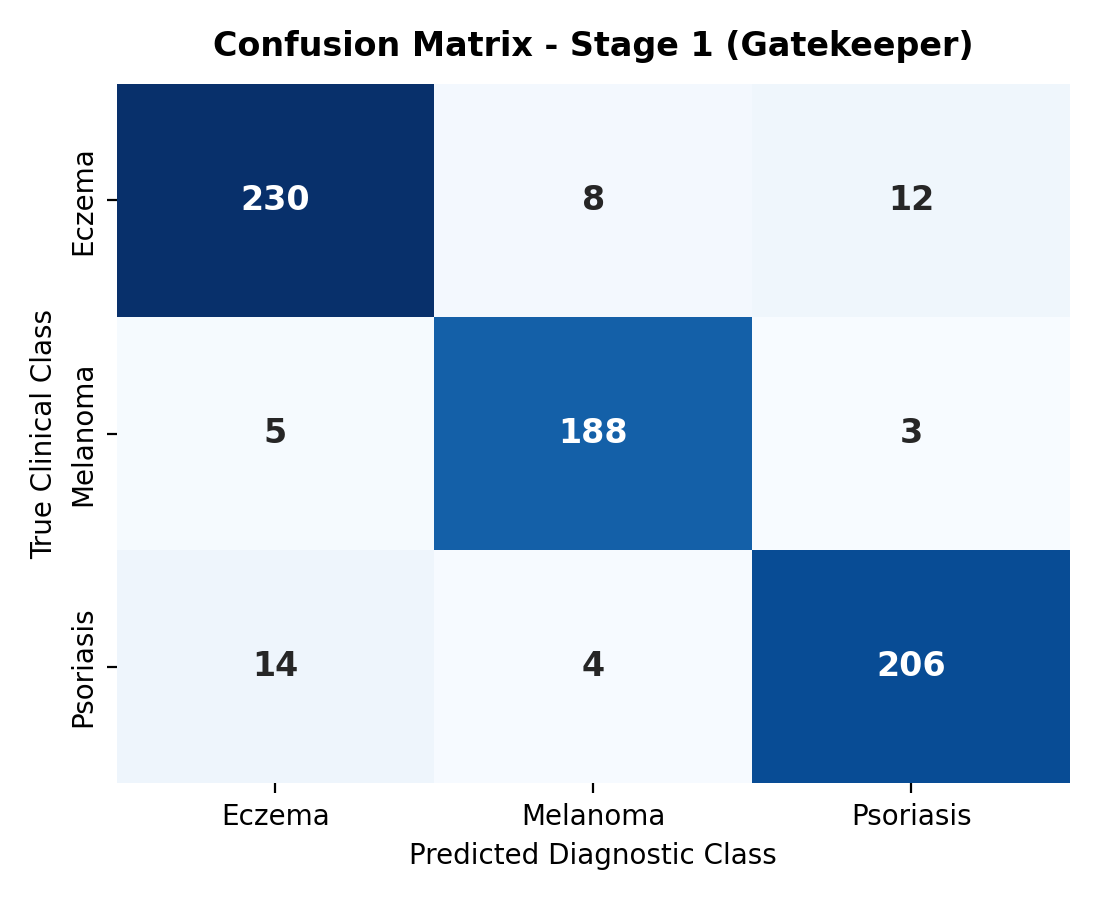 Confusion Matrix - Stage 1 (Gatekeeper)
True Clinical Class
Eczema
230
8
12
Melanoma
5
188
3
Psoriasis
14
4
206
Eczema
Melanoma
Psoriasis
Predicted Diagnostic Class